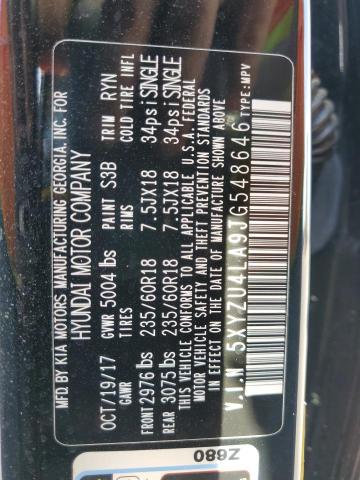 MFD. BY KIA MOTORS MANUFACTURING GEORGIA, INC. FOR
HYUNDAI MOTOR COMPANY
OCT/19/17 PAINT S3B TRIM RYN
GVWR 5004 lbs
GAWR TIRES RIMS COLD TIRE INFL
FRONT 2976 lbs 235/60R18 7.5JX18 34psi SINGLE
REAR 3075 lbs 235/60R18 7.5JX18 34psi SINGLE
THIS VEHICLE CONFORMS TO ALL APPLICABLE U.S.A. FEDERAL
MOTOR VEHICLE SAFETY AND THEFT PREVENTION STANDARDS
IN EFFECT ON THE DATE OF MANUFACTURE SHOWN ABOVE
V.I.N 5XYZU4LA9JG548646 TYPE: MPV
Z680